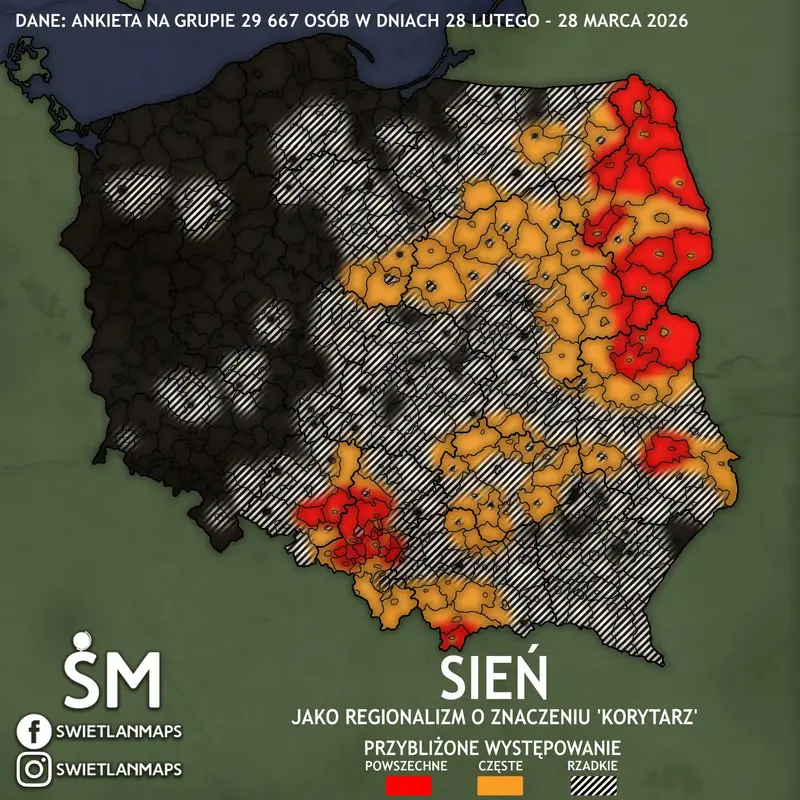 DANE: ANKIETA NA GRUPIE 29 667 OSÓB W DNIACH 28 LUTEGO - 28 MARCA 2026
ŚM
SWIETLANMAPS
SWIETLANMAPS
SIEŃ
JAKO REGIONALIZM O ZNACZENIU 'KORYTARZ'
PRZYBLIŻONE WYSTĘPOWANIE
POWSZECHNE CZĘSTE RZADKIE